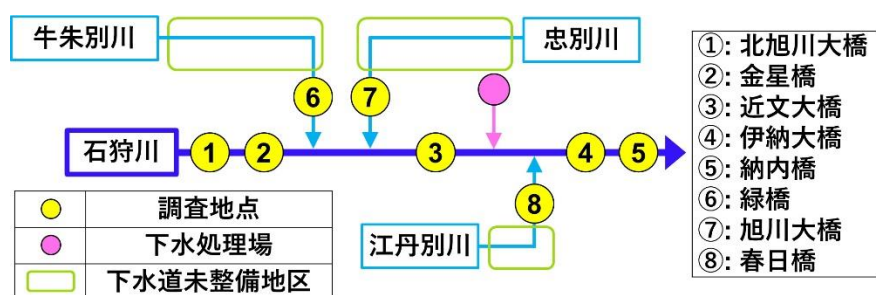 牛朱別川
忠別川
6
7
石狩川
1
2
3
4
5
8
江丹別川
調査地点
下水処理場
下水道未整備地区
①: 北旭川大橋
②: 金星橋
③: 近文大橋
④: 伊納大橋
⑤: 納内橋
⑥: 緑橋
⑦: 旭川大橋
⑧: 春日橋